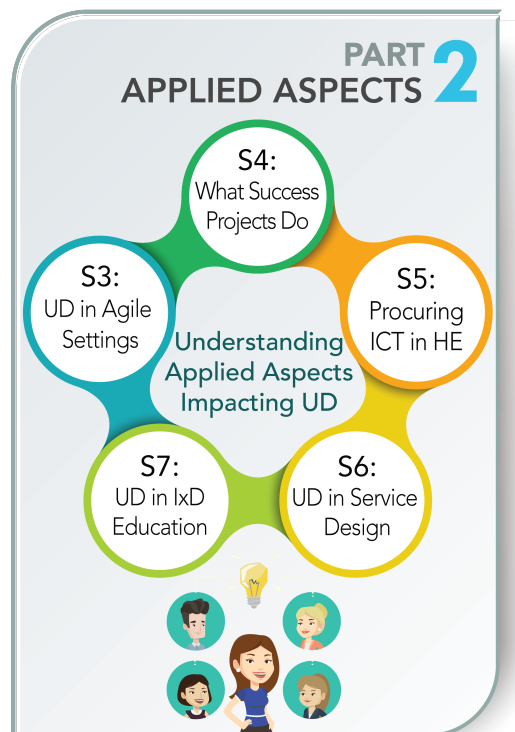 PART 2
APPLIED ASPECTS
S4:
What Success
Projects Do
S3:
UD in Agile
Settings
S5:
Procuring
ICT in HE
Understanding
Applied Aspects
Impacting UD
S7:
UD in IxD
Education
S6:
UD in Service
Design